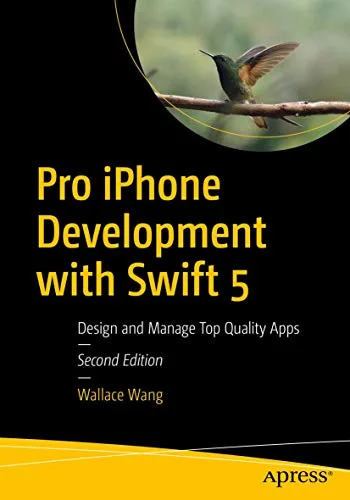 Pro iPhone
Development
with Swift 5
Design and Manage Top Quality Apps
—
Second Edition
—
Wallace Wang
Apress®